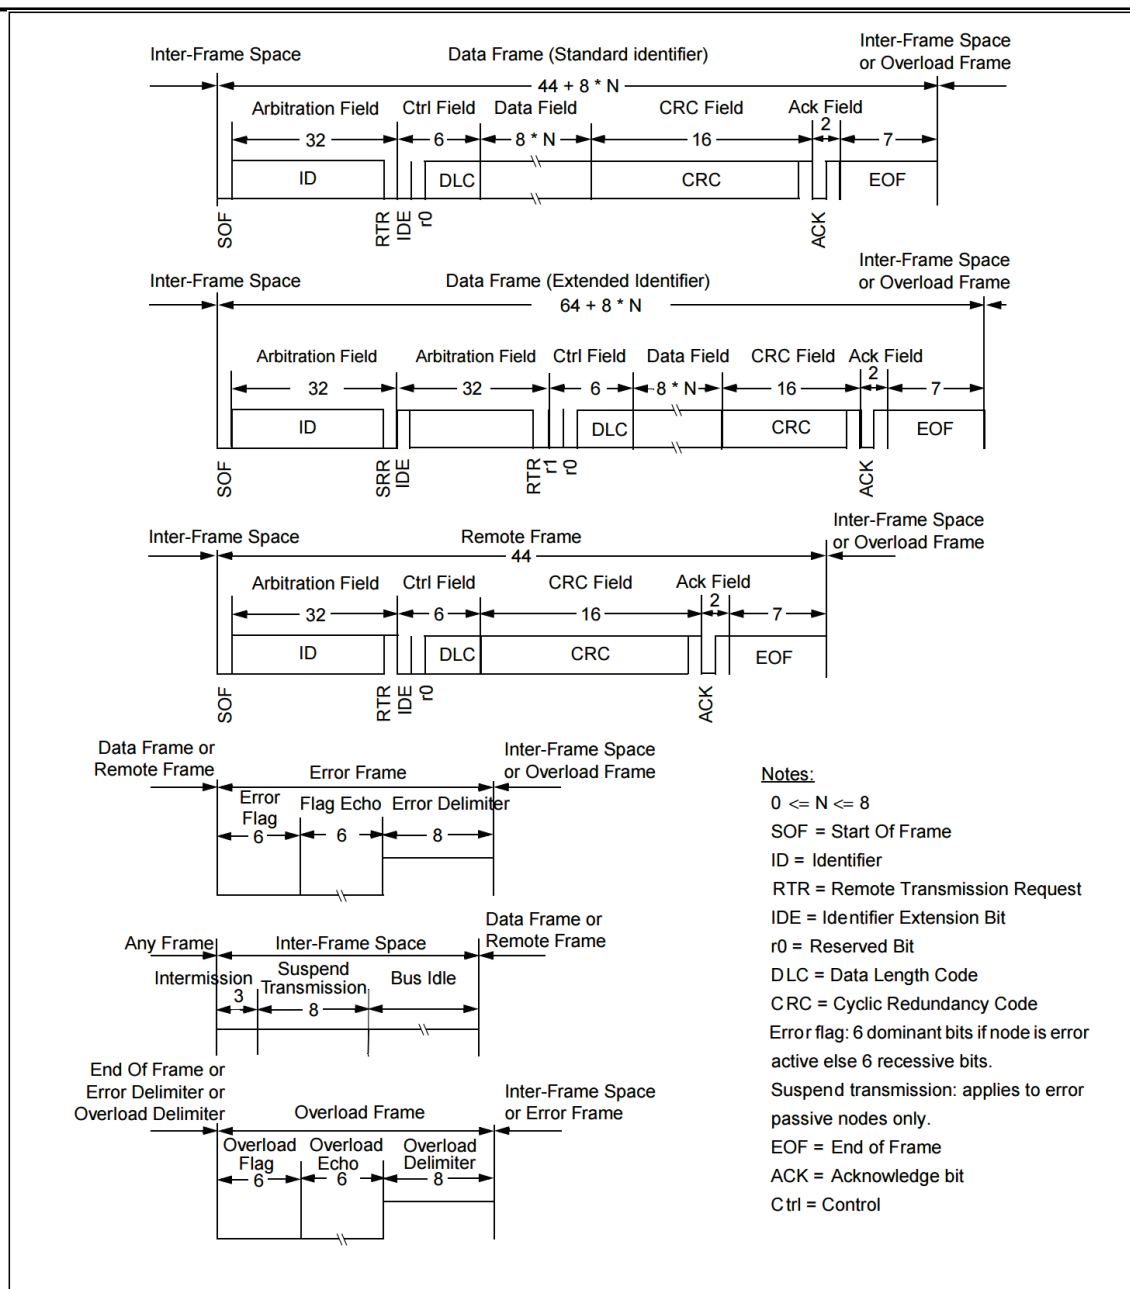 Inter-Frame Space
Data Frame (Standard identifier)
Inter-Frame Space
or Overload Frame
44 + 8 * N
Arbitration Field
Ctrl Field
Data Field
CRC Field
Ack Field
32
6
8 * N
16
2
7
ID
DLC
CRC
EOF
SOF
RTR
IDE
r0
ACK
Inter-Frame Space
Data Frame (Extended Identifier)
Inter-Frame Space
or Overload Frame
64 + 8 * N
Arbitration Field
Arbitration Field
Ctrl Field
Data Field
CRC Field
Ack Field
32
32
6
8 * N
16
2
7
ID
DLC
CRC
EOF
SOF
SRR
IDE
RTR
r1
r0
ACK
Inter-Frame Space
Remote Frame
Inter-Frame Space
or Overload Frame
44
Arbitration Field
Ctrl Field
CRC Field
Ack Field
32
6
16
2
7
ID
DLC
CRC
EOF
SOF
RTR
IDE
r0
ACK
Data Frame or
Remote Frame
Error Frame
Inter-Frame Space
or Overload Frame
Error
Flag
Flag Echo
Error Delimiter
6
6
8
Any Frame
Inter-Frame Space
Data Frame or
Remote Frame
Intermission
3
Suspend
Transmission
8
Bus Idle
End Of Frame or
Error Delimiter or
Overload Delimiter
Overload Frame
Inter-Frame Space
or Error Frame
Overload
Flag
Overload
Echo
Overload
Delimiter
6
6
8
Notes:
0 <= N <= 8
SOF = Start Of Frame
ID = Identifier
RTR = Remote Transmission Request
IDE = Identifier Extension Bit
r0 = Reserved Bit
DLC = Data Length Code
CRC = Cyclic Redundancy Code
Error flag: 6 dominant bits if node is error
active else 6 recessive bits.
Suspend transmission: applies to error
passive nodes only.
EOF = End of Frame
ACK = Acknowledge bit
Ctrl = Control